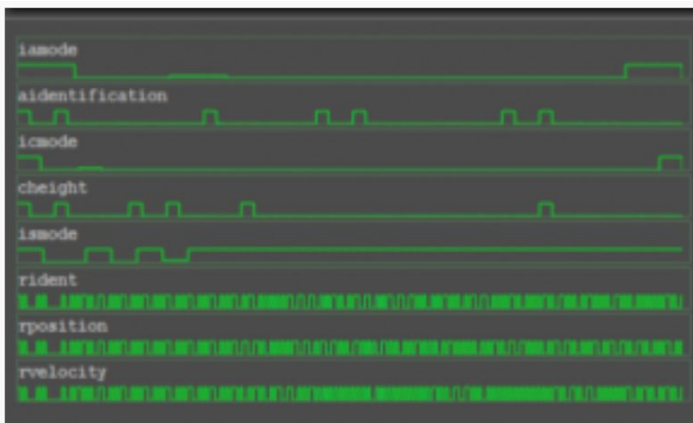 iamode
aidentification
icmode
cheight
ismode
rident
rposition
rvelocity